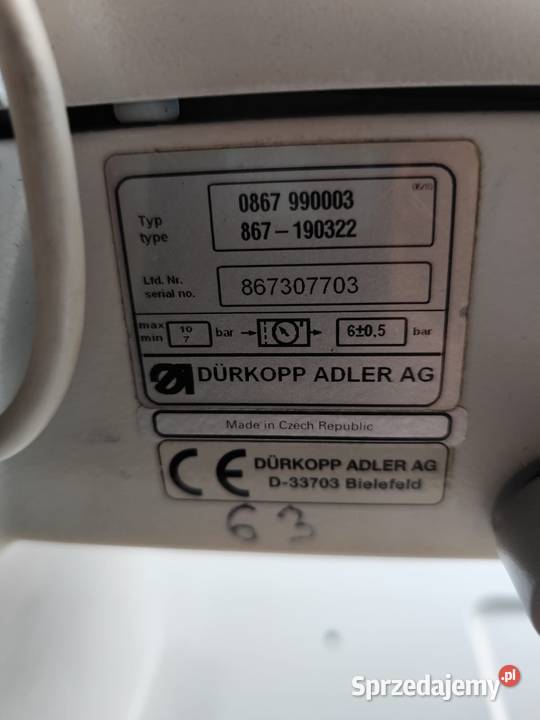 06/10
Typ
type
0867 990003
867-190322
Lfd. Nr.
serial no.
867307703
max
min
10
7
bar
6±0.5
bar
DÜRKOPP ADLER AG
Made in Czech Republic
CE DÜRKOPP ADLER AG
D-33703 Bielefeld
63
Sprzedajemy.pl